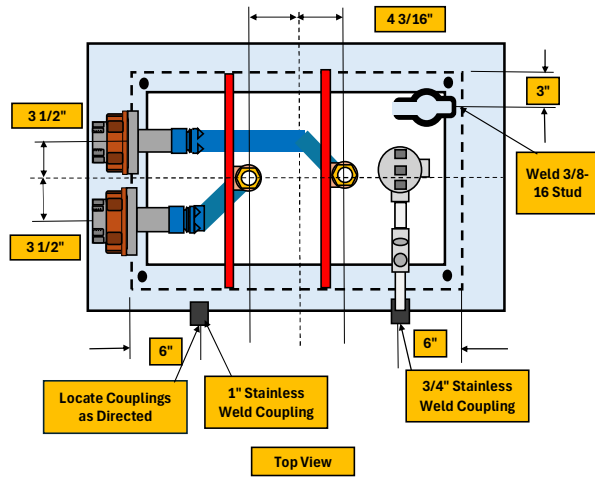 4 3/16"
3 1/2"
3"
Weld 3/8-
16 Stud
3 1/2"
6"
6"
Locate Couplings
as Directed
1" Stainless
Weld Coupling
3/4" Stainless
Weld Coupling
Top View